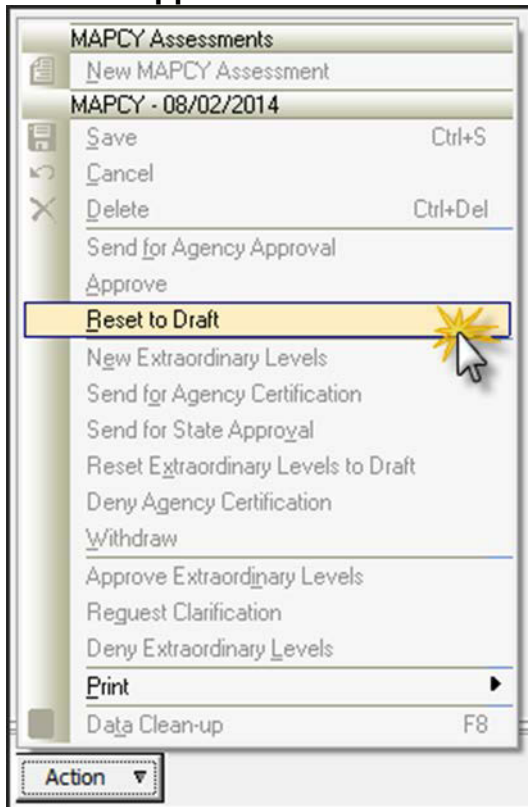 MAPCY Assessments
New MAPCY Assessment
MAPCY - 08/02/2014
Save Ctrl+S
Cancel
Delete Ctrl+Del
Send for Agency Approval
Approve
Reset to Draft
New Extraordinary Levels
Send for Agency Certification
Send for State Approval
Reset Extraordinary Levels to Draft
Deny Agency Certification
Withdraw
Approve Extraordinary Levels
Request Clarification
Deny Extraordinary Levels
Print
Data Clean-up F8
Action